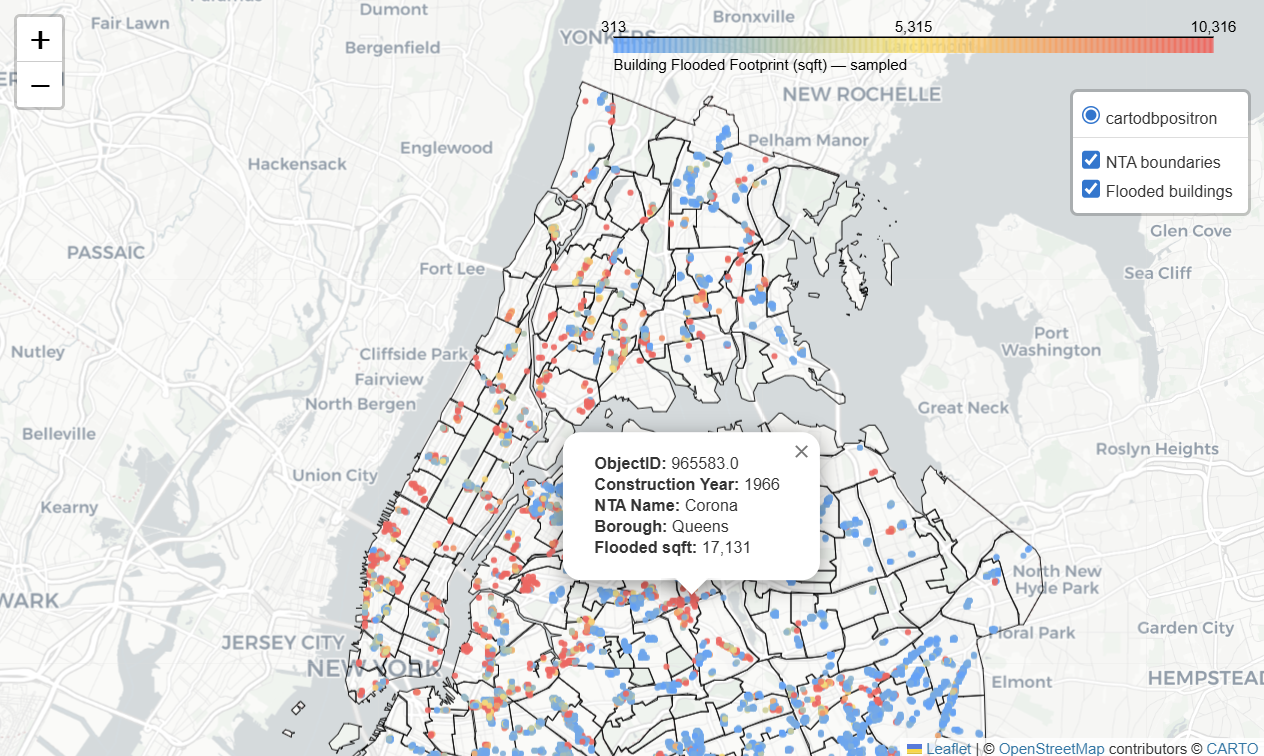 +
−
Fair Lawn
Dumont
Bergenfield
Bronxville
YONKERS
313
5,315
10,316
Larchmont
Building Flooded Footprint (sqft) — sampled
NEW ROCHELLE
cartodbpositron
NTA boundaries
Flooded buildings
Pelham Manor
Englewood
Hackensack
Glen Cove
PASSAIC
Fort Lee
Sea Cliff
Port
Washington
Nutley
Cliffside Park
Fairview
North Bergen
Great Neck
Belleville
Roslyn Heights
Union City
×
ObjectID: 965583.0
Construction Year: 1966
NTA Name: Corona
Borough: Queens
Flooded sqft: 17,131
Kearny
North New
Hyde Park
WARK
JERSEY CITY
NEW YORK
Floral Park
Garden City
Elmont
HEMPSTEAD
Leaflet | © OpenStreetMap contributors © CARTO